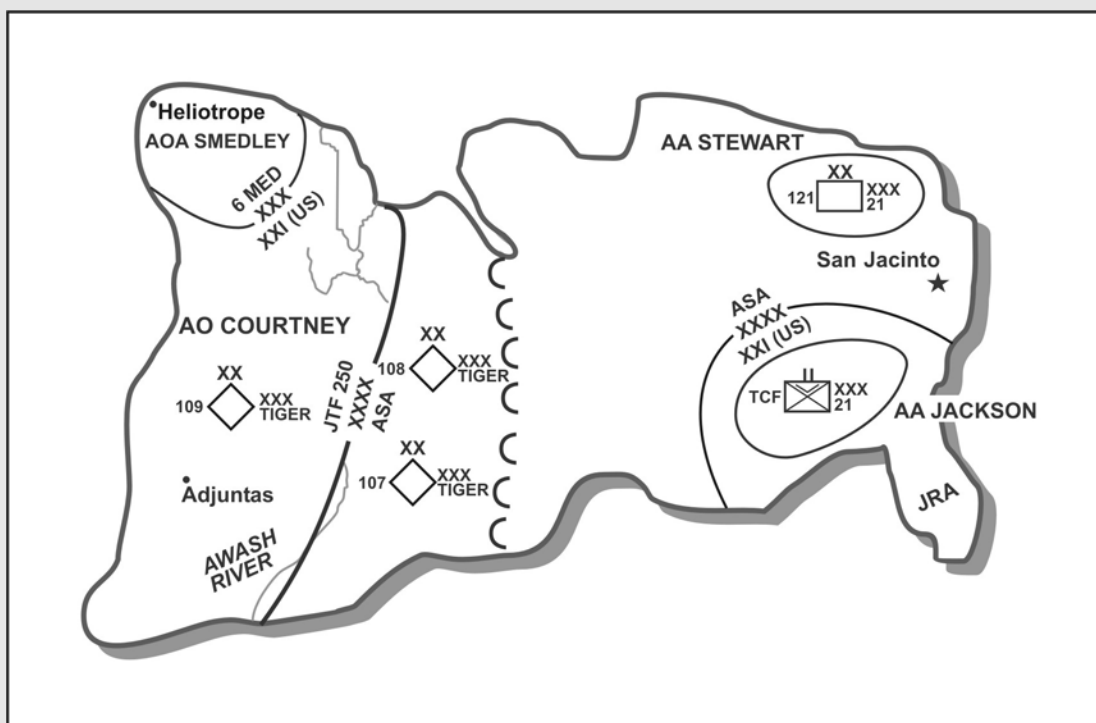 Heliotrope
AOA SMEDLEY
6 MED
XXX
XXI (US)
AO COURTNEY
XX
109
XXX
TIGER
Adjuntas
AWASH
RIVER
JTF 250
XXXX
ASA
XX
108
XXX
TIGER
XX
107
XXX
TIGER
AA STEWART
XX
121
XXX
21
San Jacinto
ASA
XXXX
XXI (US)
II
TCF
XXX
21
AA JACKSON
JRA